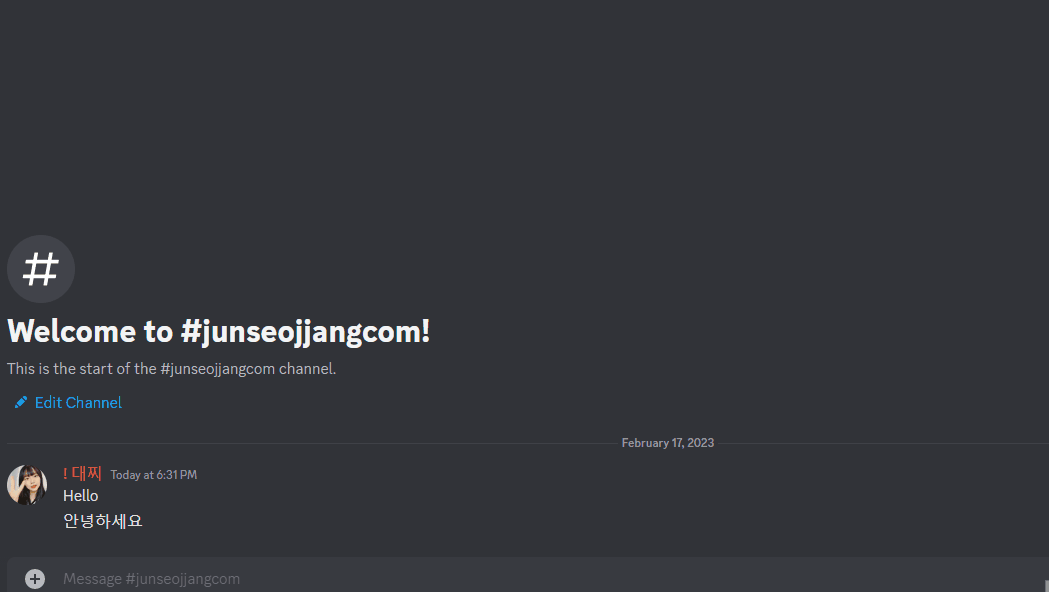 #
Welcome to #junseojjangcom!
This is the start of the #junseojjangcom channel.
Edit Channel
February 17, 2023
! 대찌 Today at 6:31 PM
Hello
안녕하세요
Message #junseojjangcom